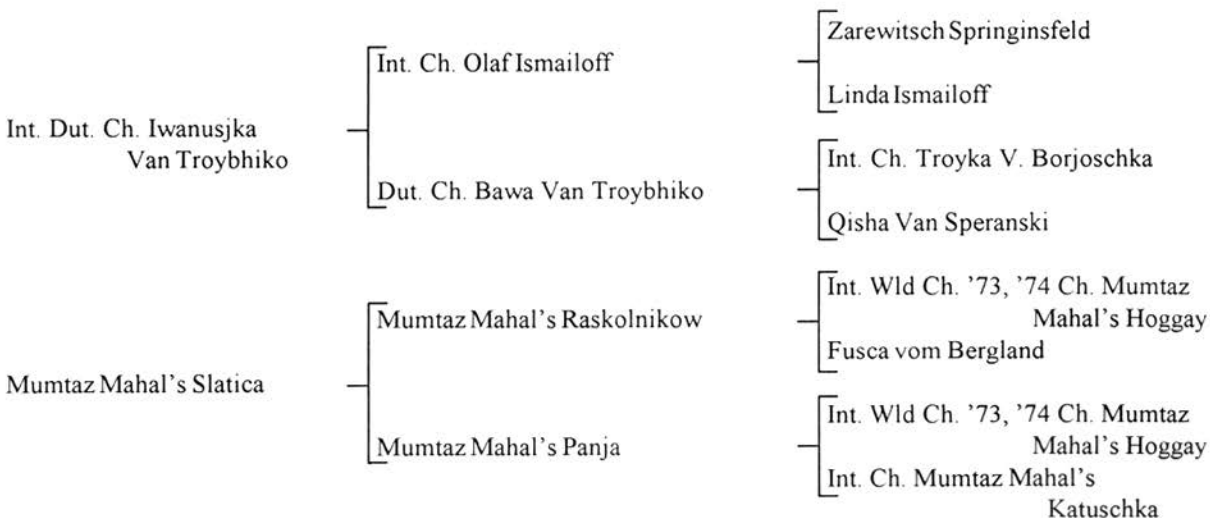 Int. Dut. Ch. Iwanusjka
Van Troybhiko
Int. Ch. Olaf Ismailoff
Dut. Ch. Bawa Van Troybhiko
Zarewitsch Springinsfeld
Linda Ismailoff
Int. Ch. Troyka V. Borjoschka
Qisha Van Speranski
Mumtaz Mahal's Slatica
Mumtaz Mahal's Raskolnikow
Mumtaz Mahal's Panja
Int. Wld Ch. '73, '74 Ch. Mumtaz
Mahal's Hoggay
Fusca vom Bergland
Int. Wld Ch. '73, '74 Ch. Mumtaz
Mahal's Hoggay
Int. Ch. Mumtaz Mahal's
Katuschka